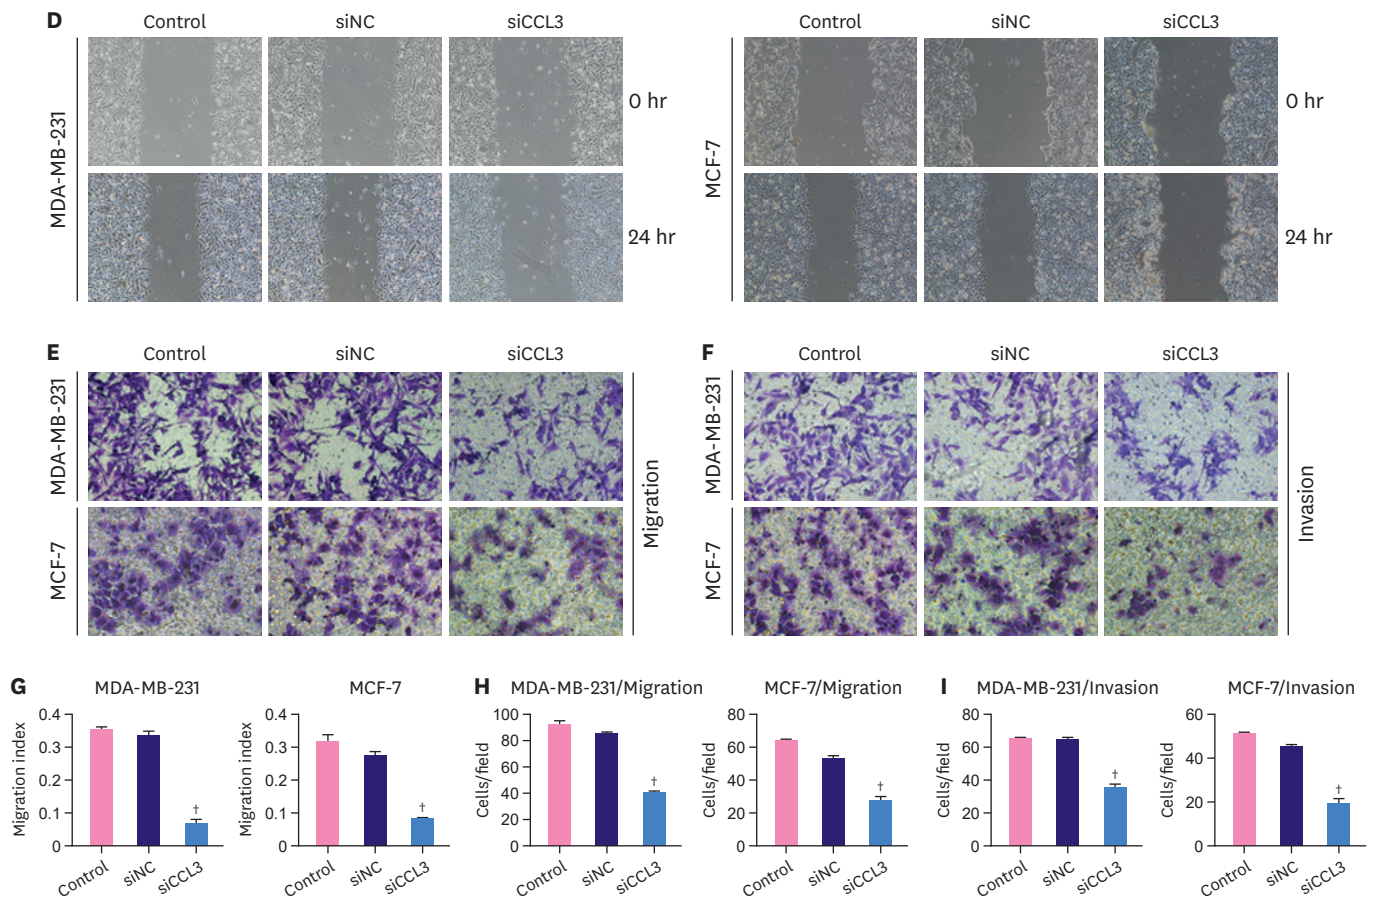 D
Control siNC siCCL3
MDA-MB-231
0 hr
24 hr
Control siNC siCCL3
MCF-7
0 hr
24 hr
E
Control siNC siCCL3
MDA-MB-231
MCF-7
Migration
F
Control siNC siCCL3
MDA-MB-231
MCF-7
Invasion
G
MDA-MB-231
Migration index
0.4
0.3
0.2
0.1
0
†
Control siNC siCCL3
MCF-7
Migration index
0.4
0.3
0.2
0.1
0
†
Control siNC siCCL3
H
MDA-MB-231/Migration
Cells/field
100
80
60
40
20
0
†
Control siNC siCCL3
MCF-7/Migration
Cells/field
80
60
40
20
0
†
Control siNC siCCL3
I
MDA-MB-231/Invasion
Cells/field
80
60
40
20
0
†
Control siNC siCCL3
MCF-7/Invasion
Cells/field
60
40
20
0
†
Control siNC siCCL3